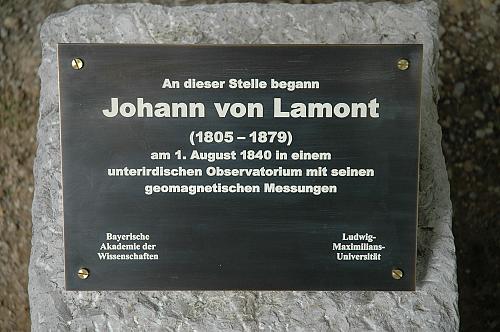 An dieser Stelle begann
Johann von Lamont
(1805 – 1879)
am 1. August 1840 in einem
unterirdischen Observatorium mit seinen
geomagnetischen Messungen
Bayerische
Akademie der
Wissenschaften
Ludwig-
Maximilians-
Universität